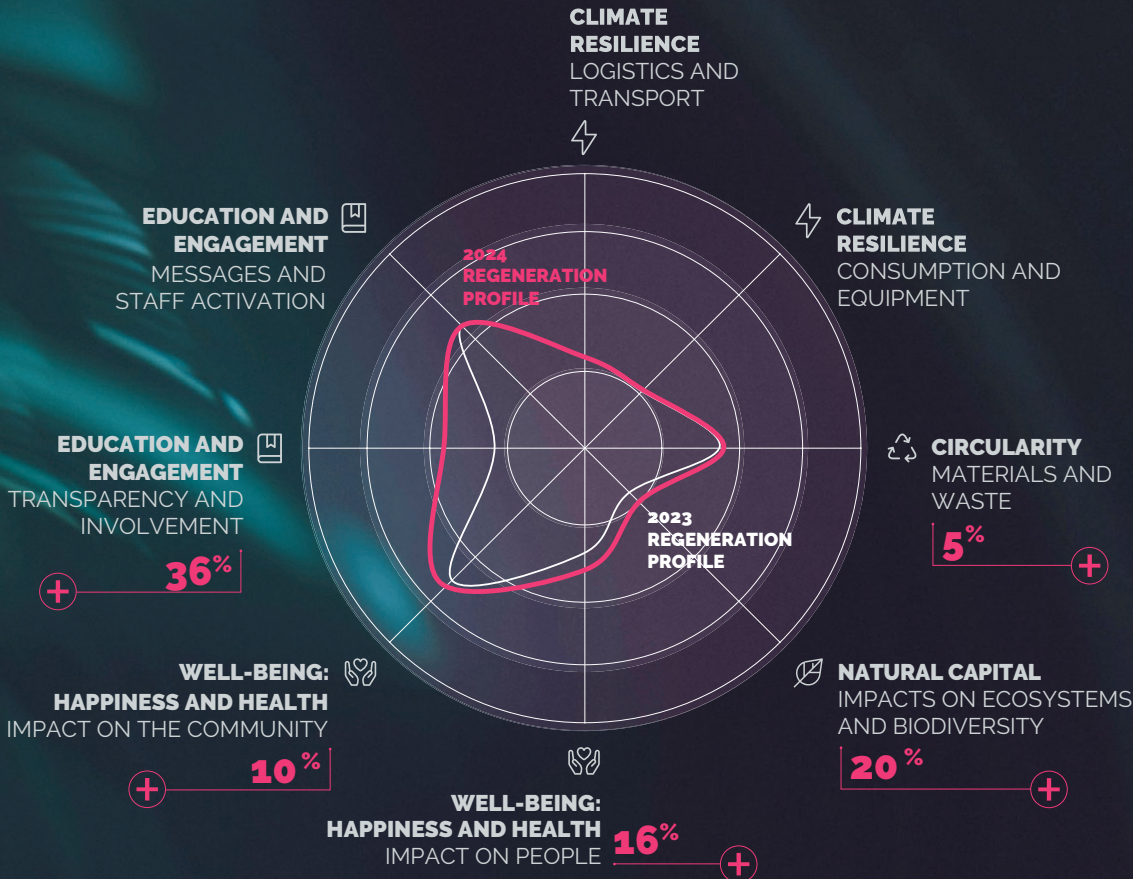 CLIMATE
RESILIENCE
LOGISTICS AND
TRANSPORT
EDUCATION AND
ENGAGEMENT
MESSAGES AND
STAFF ACTIVATION
CLIMATE
RESILIENCE
CONSUMPTION AND
EQUIPMENT
2024
REGENERATION
PROFILE
EDUCATION AND
ENGAGEMENT
TRANSPARENCY AND
INVOLVEMENT
36%
+
CIRCULARITY
MATERIALS AND
WASTE
5%
+
2023
REGENERATION
PROFILE
WELL-BEING:
HAPPINESS AND HEALTH
IMPACT ON THE COMMUNITY
10%
+
NATURAL CAPITAL
IMPACTS ON ECOSYSTEMS
AND BIODIVERSITY
20%
+
WELL-BEING:
HAPPINESS AND HEALTH
IMPACT ON PEOPLE
16%
+